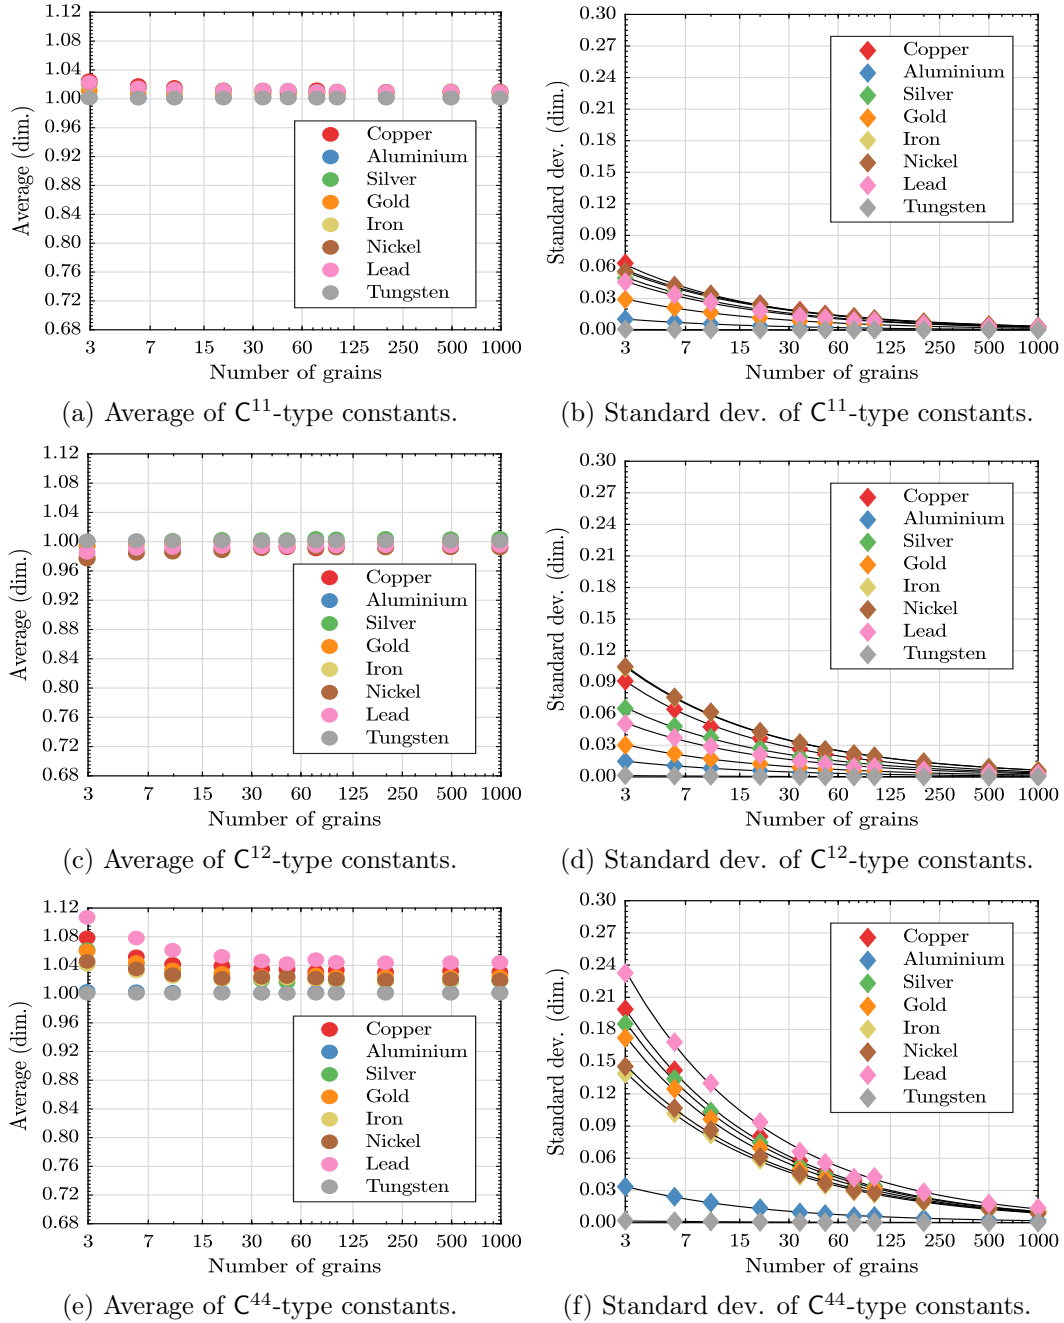 1.12
1.08
1.04
1.00
0.96
0.92
0.88
0.84
0.80
0.76
0.72
0.68
Average (dim.)
Copper
Aluminium
Silver
Gold
Iron
Nickel
Lead
Tungsten
3 7 15 30 60 125 250 500 1000
Number of grains
(a) Average of C¹¹-type constants.
0.30
0.27
0.24
0.21
0.18
0.15
0.12
0.09
0.06
0.03
0.00
Standard dev. (dim.)
Copper
Aluminium
Silver
Gold
Iron
Nickel
Lead
Tungsten
3 7 15 30 60 125 250 500 1000
Number of grains
(b) Standard dev. of C¹¹-type constants.
1.12
1.08
1.04
1.00
0.96
0.92
0.88
0.84
0.80
0.76
0.72
0.68
Average (dim.)
Copper
Aluminium
Silver
Gold
Iron
Nickel
Lead
Tungsten
3 7 15 30 60 125 250 500 1000
Number of grains
(c) Average of C¹²-type constants.
0.30
0.27
0.24
0.21
0.18
0.15
0.12
0.09
0.06
0.03
0.00
Standard dev. (dim.)
Copper
Aluminium
Silver
Gold
Iron
Nickel
Lead
Tungsten
3 7 15 30 60 125 250 500 1000
Number of grains
(d) Standard dev. of C¹²-type constants.
1.12
1.08
1.04
1.00
0.96
0.92
0.88
0.84
0.80
0.76
0.72
0.68
Average (dim.)
Copper
Aluminium
Silver
Gold
Iron
Nickel
Lead
Tungsten
3 7 15 30 60 125 250 500 1000
Number of grains
(e) Average of C⁴⁴-type constants.
0.30
0.27
0.24
0.21
0.18
0.15
0.12
0.09
0.06
0.03
0.00
Standard dev. (dim.)
Copper
Aluminium
Silver
Gold
Iron
Nickel
Lead
Tungsten
3 7 15 30 60 125 250 500 1000
Number of grains
(f) Standard dev. of C⁴⁴-type constants.